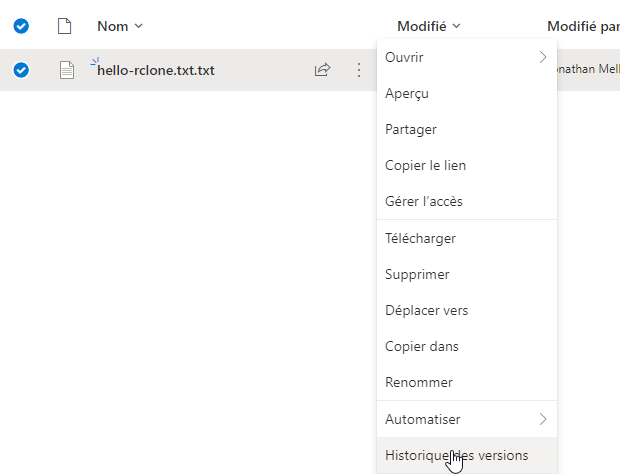 Nom
Modifié
Modifié par
hello-rclone.txt.txt
onathan Mell
Ouvrir
Aperçu
Partager
Copier le lien
Gérer l’accès
Télécharger
Supprimer
Déplacer vers
Copier dans
Renommer
Automatiser
Historique des versions